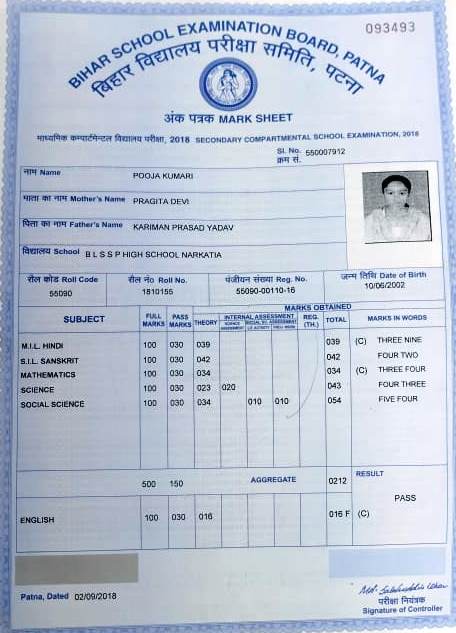 093493
BIHAR SCHOOL EXAMINATION BOARD, PATNA
बिहार विद्यालय परीक्षा समिति, पटना
अंक पत्रक MARK SHEET
माध्यमिक कम्पार्टमेन्टल विद्यालय परीक्षा, 2018 SECONDARY COMPARTMENTAL SCHOOL EXAMINATION, 2018
Sl. No. 550007912
क्रम सं.
नाम Name POOJA KUMARI
माता का नाम Mother's Name PRAGITA DEVI
पिता का नाम Father's Name KARIMAN PRASAD YADAV
विद्यालय School B L S S P HIGH SCHOOL NARKATIA
रौल कोड Roll Code रौल नं० Roll No. पंजीयन संख्या Reg. No. जन्म तिथि Date of Birth
55090 1810155 55090-00110-16 10/06/2002
MARKS OBTAINED
SUBJECT FULL MARKS PASS MARKS THEORY INTERNAL ASSESSMENT REG. (TH.) TOTAL MARKS IN WORDS
M.I.L. HINDI 100 030 039 039 (C) THREE NINE
S.I.L. SANSKRIT 100 030 042 042 FOUR TWO
MATHEMATICS 100 030 034 034 (C) THREE FOUR
SCIENCE 100 030 023 020 043 FOUR THREE
SOCIAL SCIENCE 100 030 034 010 010 054 FIVE FOUR
500 150 AGGREGATE 0212 RESULT
PASS
ENGLISH 100 030 016 016 F (C)
Patna, Dated 02/09/2018
परीक्षा नियंत्रक
Signature of Controller